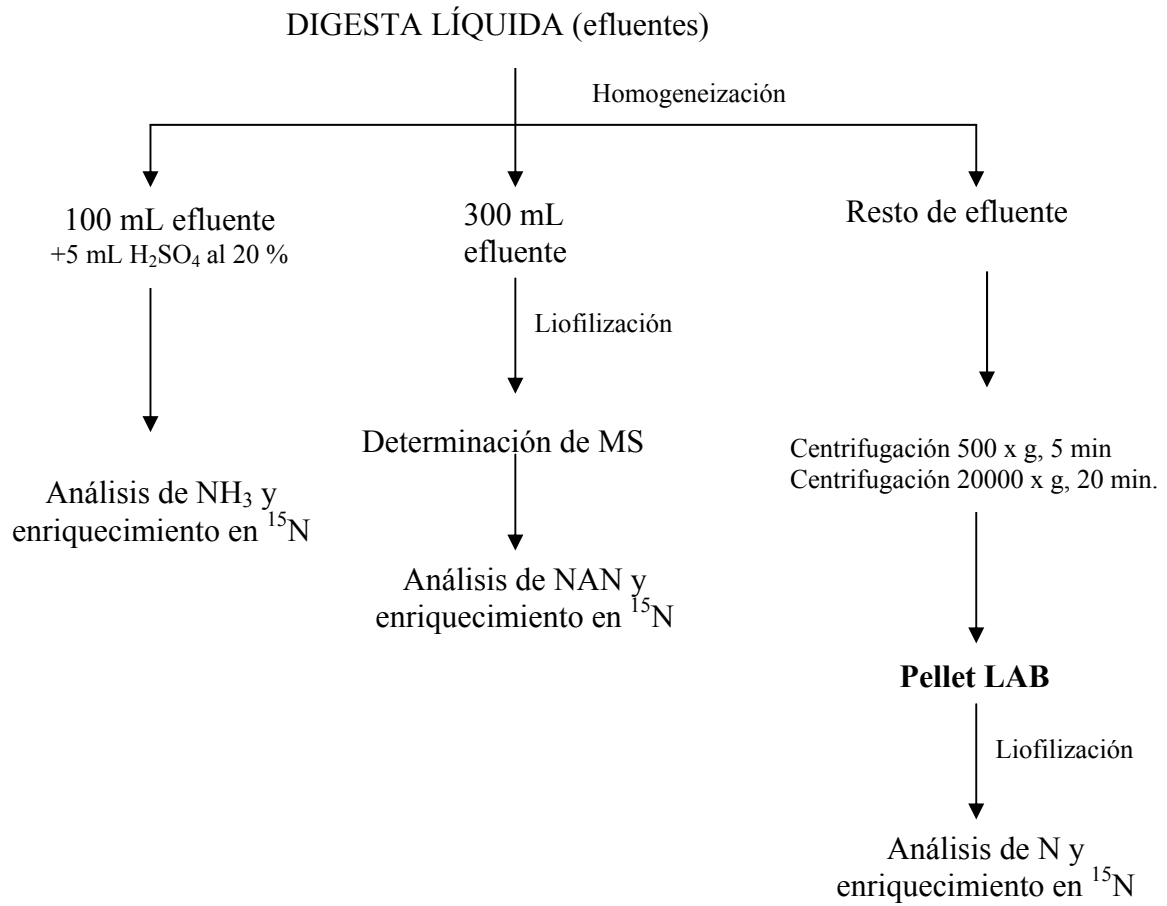 DIGESTA LÍQUIDA (efluentes)
Homogeneización
100 mL efluente
+5 mL H₂SO₄ al 20 %
300 mL
efluente
Resto de efluente
Liofilización
Determinación de MS
Centrifugación 500 x g, 5 min
Centrifugación 20000 x g, 20 min.
Análisis de NH₃ y
enriquecimiento en ¹⁵N
Análisis de NAN y
enriquecimiento en ¹⁵N
Pellet LAB
Liofilización
Análisis de N y
enriquecimiento en ¹⁵N